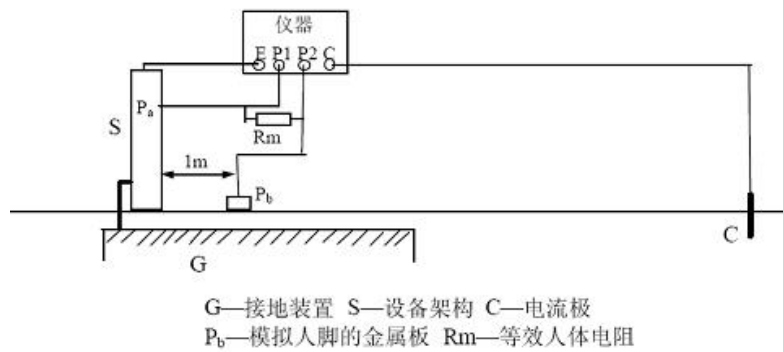 仪器
E P1 P2 C
Pa
S
Rm
1m
Pb
C
G
G—接地装置 S—设备架构 C—电流极
Pb—模拟人脚的金属板 Rm—等效人体电阻